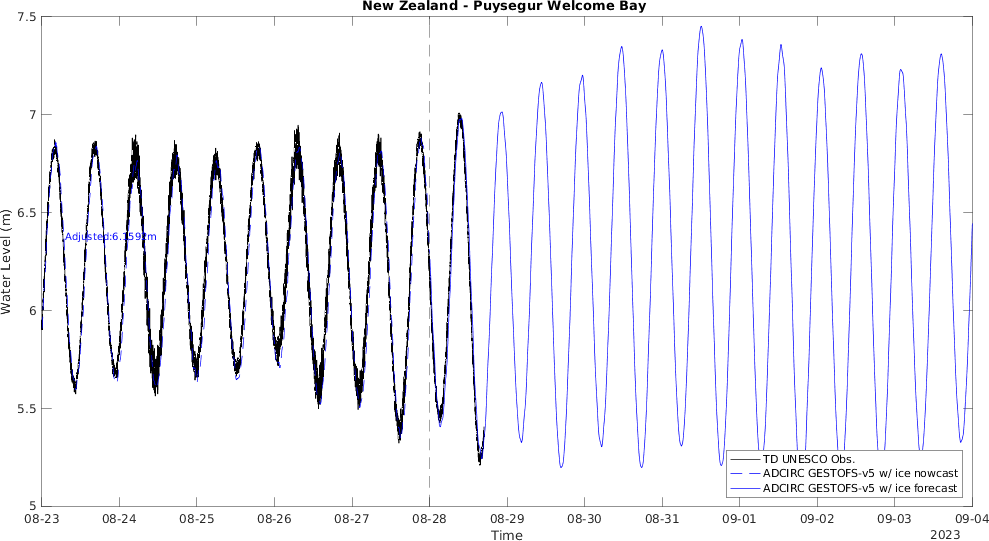 New Zealand - Puysegur Welcome Bay
7.5
7
6.5
6
5.5
5
Water Level (m)
Adjusted:6.1592m
TD UNESCO Obs.
ADCIRC GESTOFS-v5 w/ ice nowcast
ADCIRC GESTOFS-v5 w/ ice forecast
08-23 08-24 08-25 08-26 08-27 08-28 08-29 08-30 08-31 09-01 09-02 09-03 09-04
Time
2023